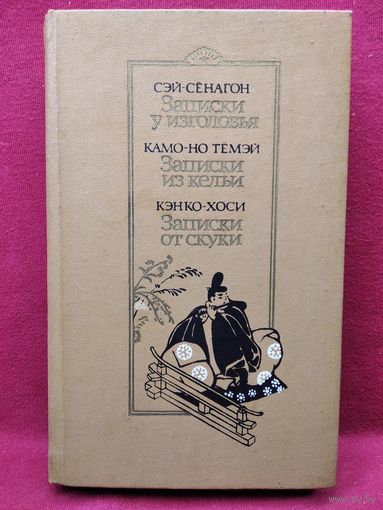 СЭЙ-СЁНАГОН
Записки
у изголовья
КАМО-НО ТЁМЭЙ
Записки
из кельи
КЭНКО-ХОСИ
Записки
от скуки